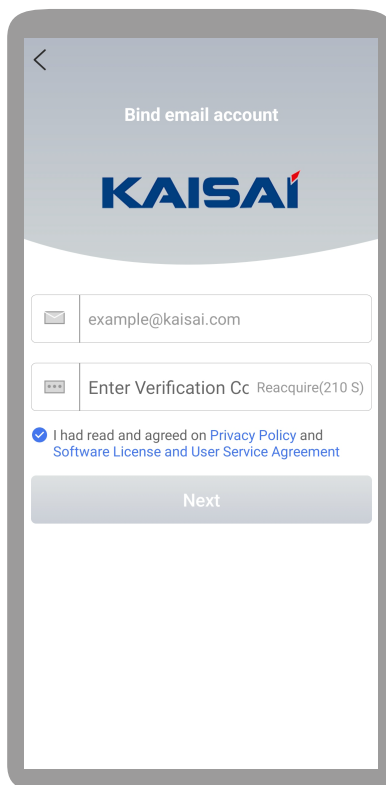 Bind email account
KAISAI
example@kaisai.com
Enter Verification Cc Reacquire(210 S)
I had read and agreed on Privacy Policy and
Software License and User Service Agreement
Next